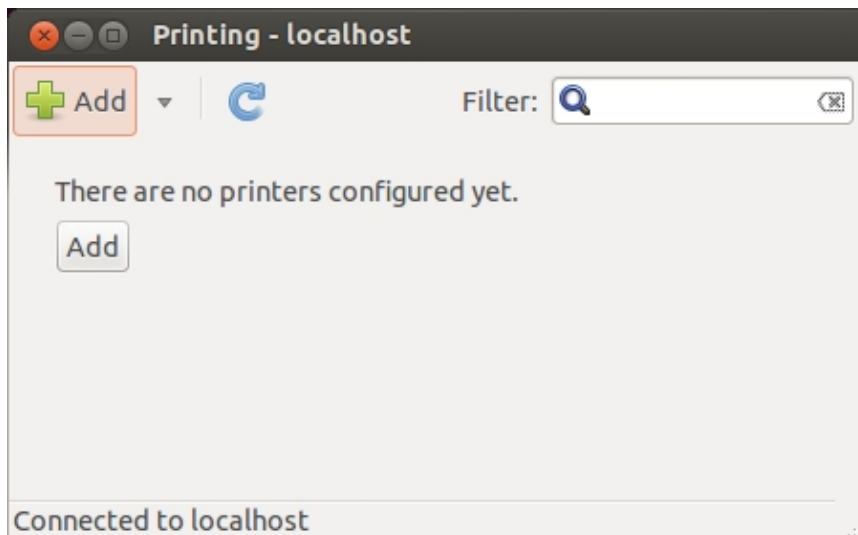 Printing - localhost
Add Filter:
There are no printers configured yet.
Add
Connected to localhost